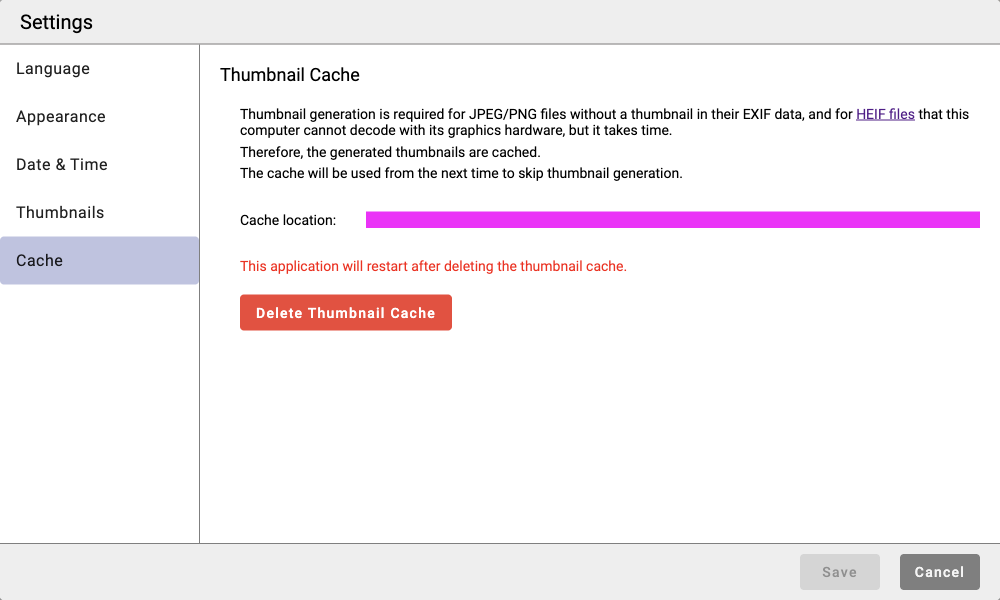 Settings
Language
Appearance
Date & Time
Thumbnails
Cache
Thumbnail Cache
Thumbnail generation is required for JPEG/PNG files without a thumbnail in their EXIF data, and for HEIF files that this
computer cannot decode with its graphics hardware, but it takes time.
Therefore, the generated thumbnails are cached.
The cache will be used from the next time to skip thumbnail generation.
Cache location:
This application will restart after deleting the thumbnail cache.
Delete Thumbnail Cache
Save
Cancel